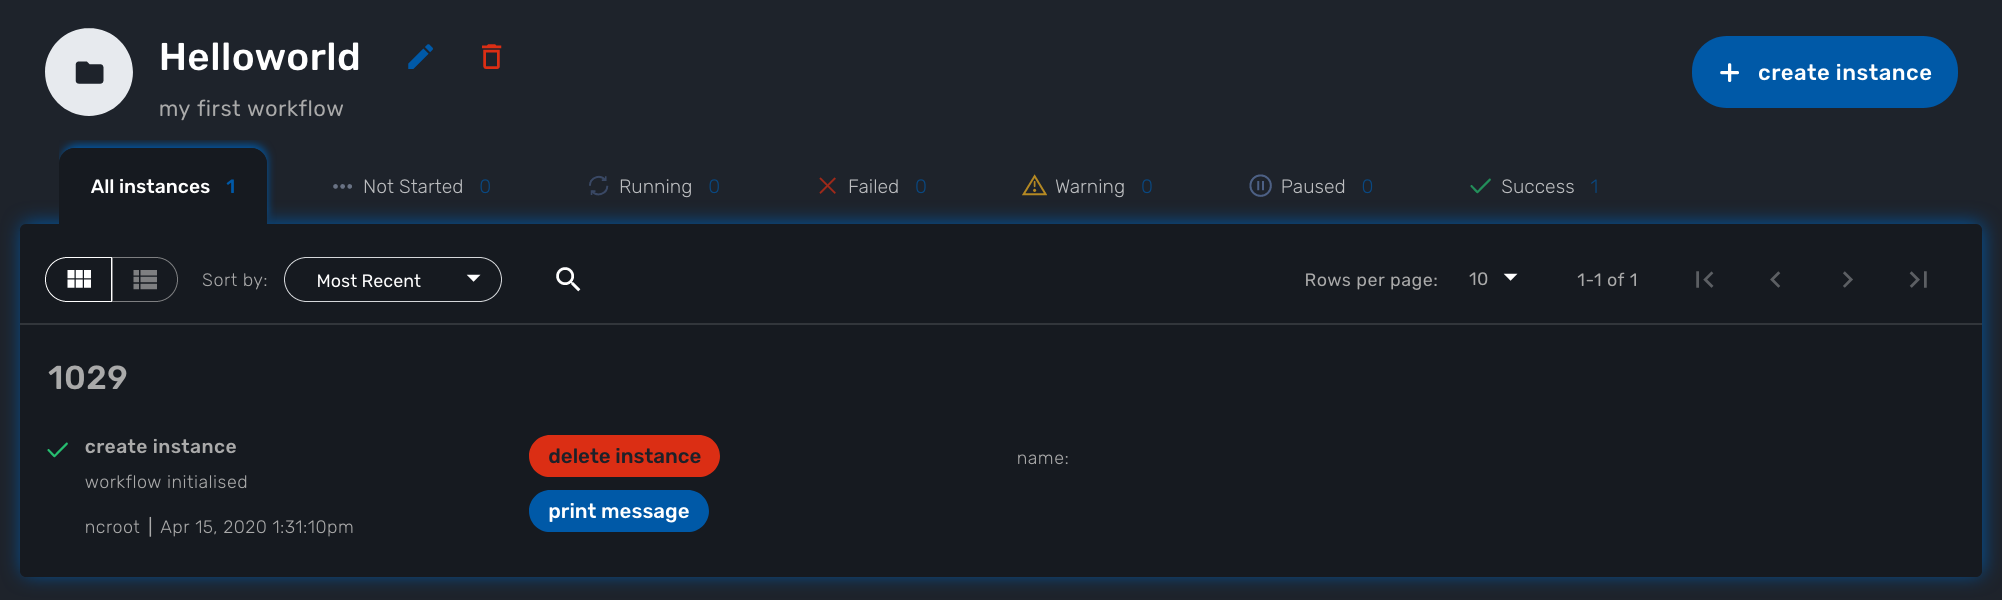 Helloworld
my first workflow
create instance
All instances 1
Not Started 0
Running 0
Failed 0
Warning 0
Paused 0
Success 1
Sort by: Most Recent
Rows per page: 10 1-1 of 1
1029
create instance
workflow initialised
ncroot | Apr 15, 2020 1:31:10pm
delete instance
print message
name: